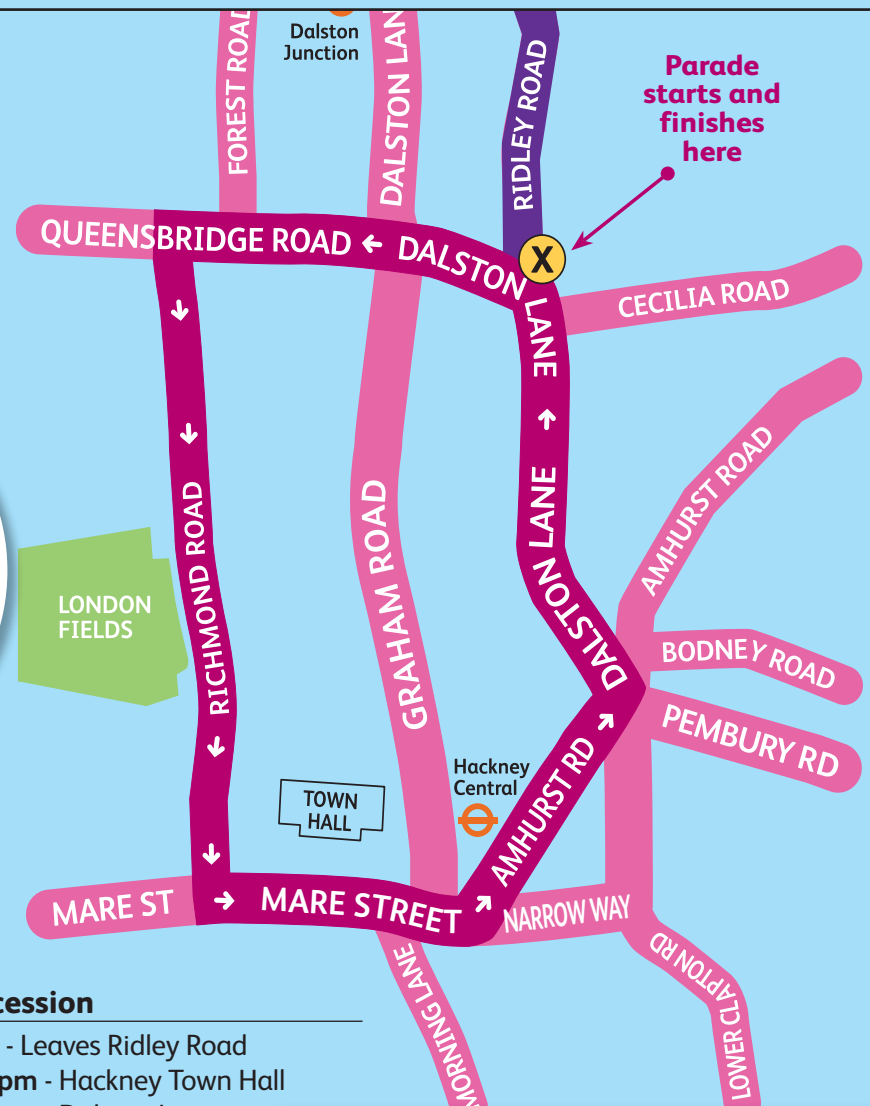 Dalston
Junction
FOREST ROAD
DALSTON LAN
RIDLEY ROAD
Parade
starts and
finishes
here
X
QUEENSBRIDGE ROAD
DALSTON LANE
CECILIA ROAD
DALSTON LANE
AMHURST ROAD
RICHMOND ROAD
GRAHAM ROAD
LONDON
FIELDS
BODNEY ROAD
PEMBURY RD
Hackney
Central
TOWN
HALL
AMHURST RD
MARE ST
MARE STREET
NARROW WAY
LOWER CLAPTON RD
MORNING LANE
cession
- Leaves Ridley Road
pm - Hackney Town Hall